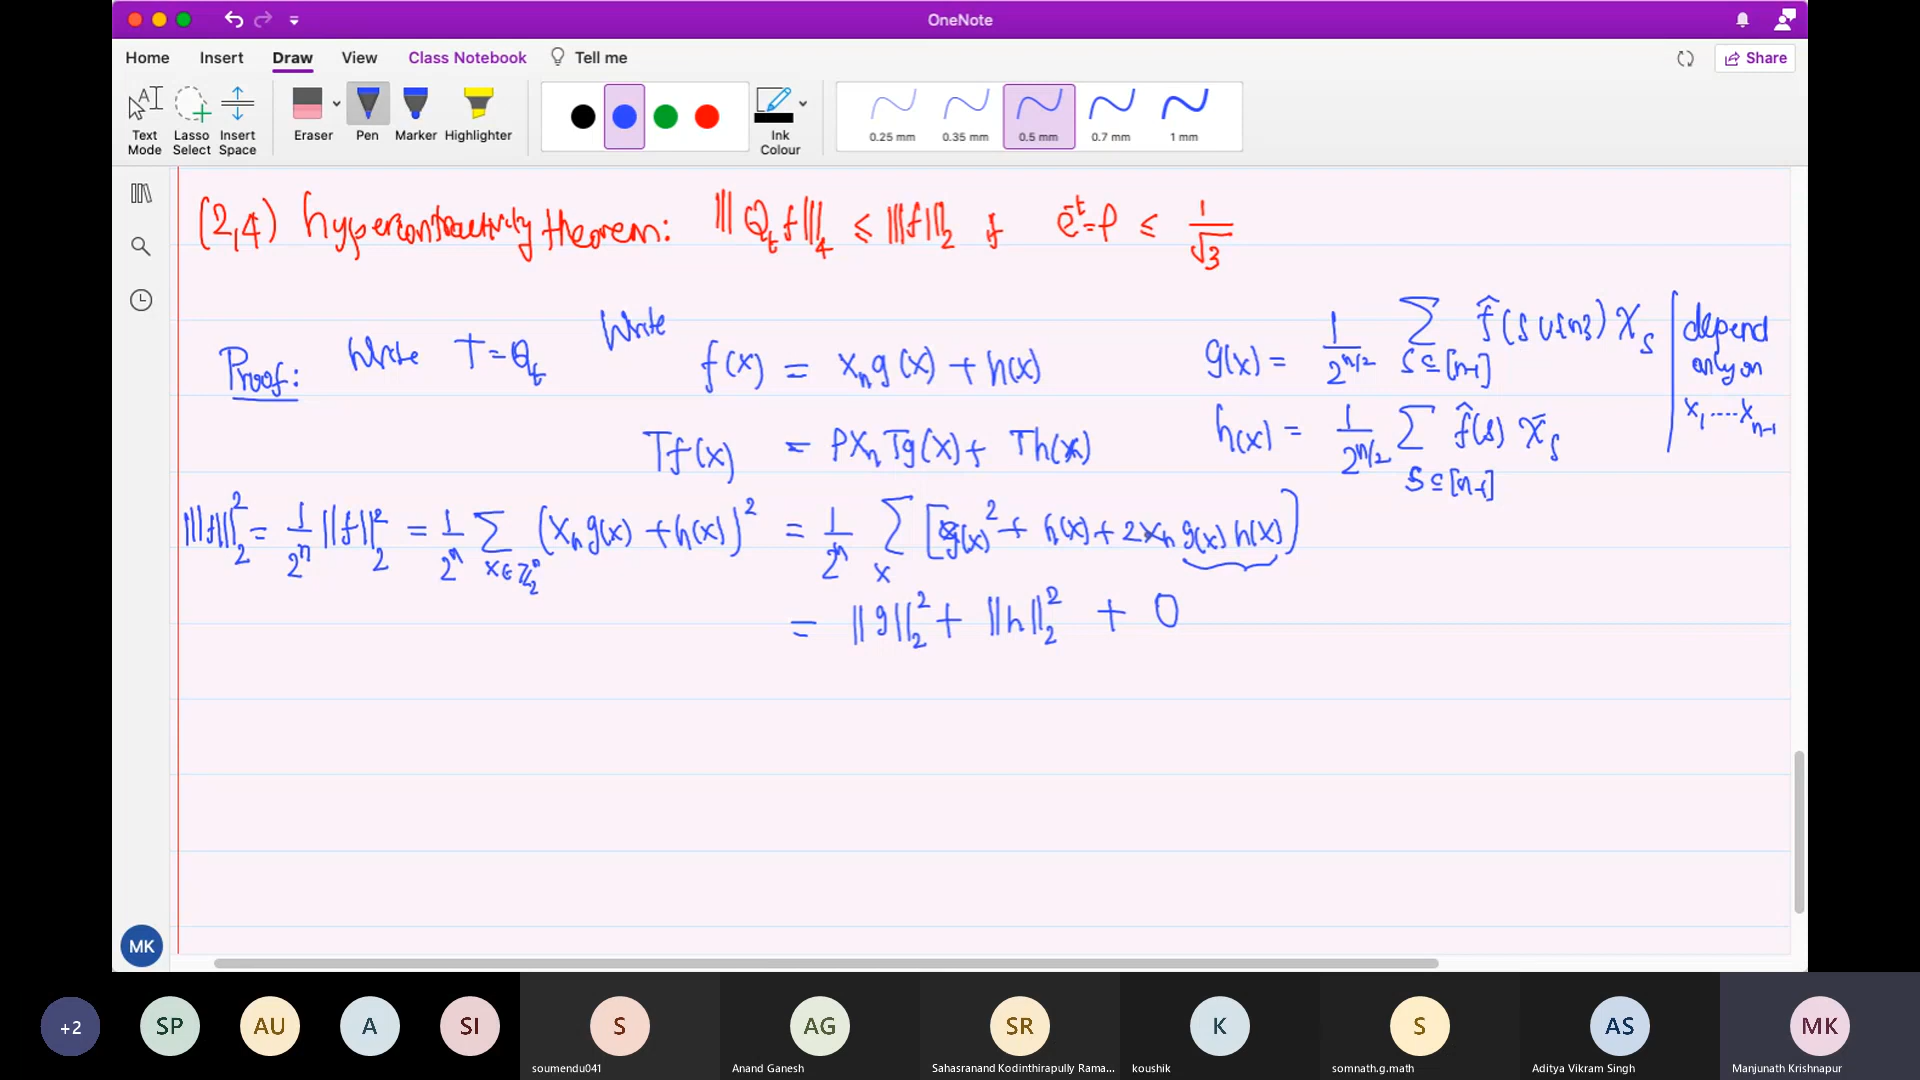 OneNote
Home Insert Draw View Class Notebook Tell me Share
Text Mode Lasso Select Insert Space Eraser Pen Marker Highlighter Ink Colour 0.25 mm 0.35 mm 0.5 mm 0.7 mm 1 mm
(2,4) hypercontractivity theorem: |||Q_t f|||_4 ≤ |||f|||_2 if e^{-t}=ρ ≤ 1/√3
Proof: Write T=Q_t Write f(x) = x_n g(x) + h(x) g(x) = 1/2^{n/2} Σ_{S⊆[n-1]} f̂(S∪{n}) χ_S | depend only on x_1....x_{n-1}
Tf(x) = ρx_n Tg(x) + Th(x) h(x) = 1/2^{n/2} Σ_{S⊆[n-1]} f̂(S) χ_S
|||f|||_2^2 = 1/2^n ||f||_2^2 = 1/2^n Σ_{x∈ℤ_2^n} (x_n g(x) + h(x))^2 = 1/2^n Σ_x [g(x)^2 + h(x) + 2x_n g(x) h(x)]
= ||g||_2^2 + ||h||_2^2 + 0
MK
+2 SP AU A SI S AG SR K S AS MK
soumendu041 Anand Ganesh Sahasranand Kodinthirapully Rama... koushik somnath.g.math Aditya Vikram Singh Manjunath Krishnapur